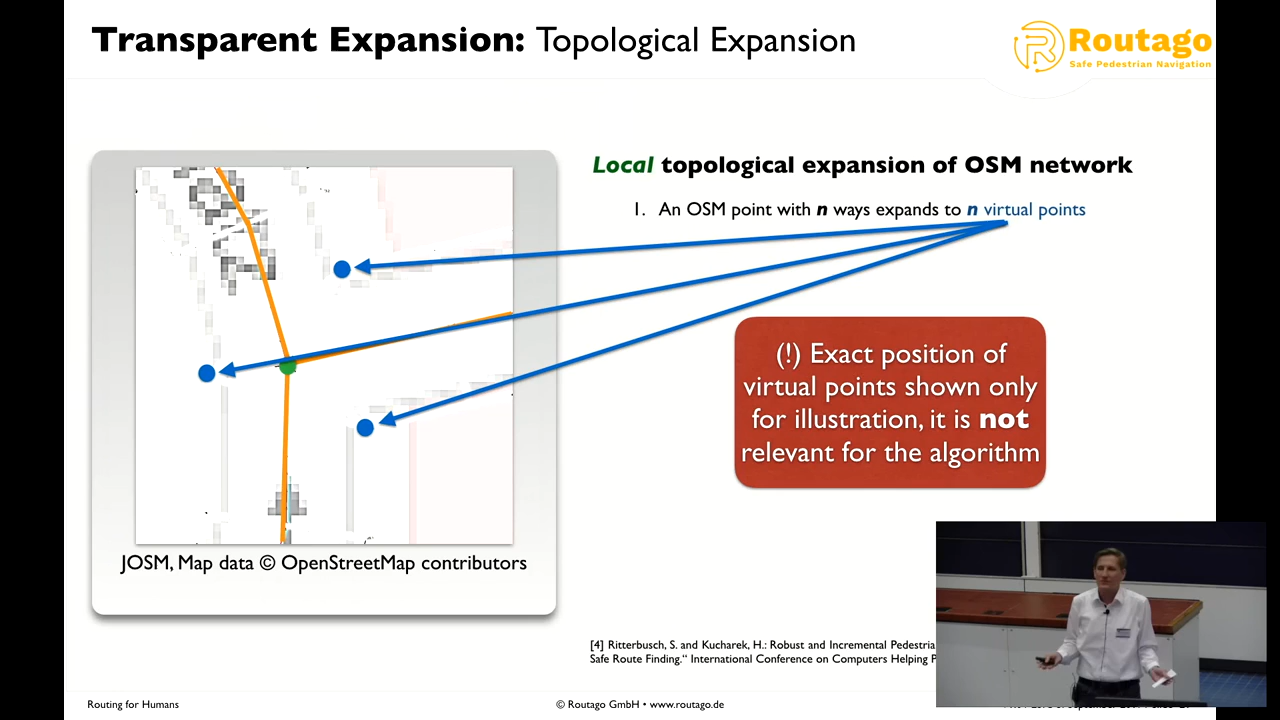 Transparent Expansion: Topological Expansion
Routago
Safe Pedestrian Navigation
Local topological expansion of OSM network
1. An OSM point with n ways expands to n virtual points
(!) Exact position of
virtual points shown only
for illustration, it is not
relevant for the algorithm
JOSM, Map data © OpenStreetMap contributors
[4] Ritterbusch, S. and Kucharek, H.: Robust and Incremental Pedestria
Safe Route Finding.“ International Conference on Computers Helping P
Routing for Humans
© Routago GmbH • www.routago.de